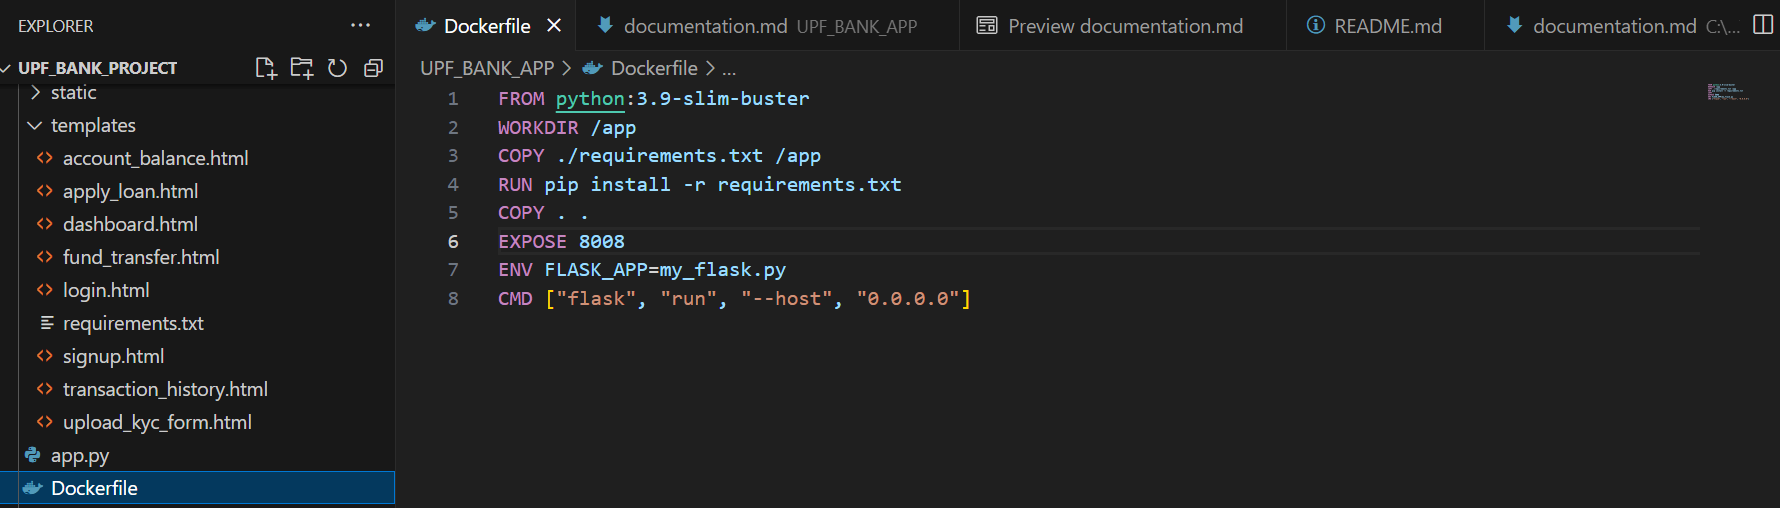 EXPLORER ...
UPF_BANK_PROJECT
static
templates
account_balance.html
apply_loan.html
dashboard.html
fund_transfer.html
login.html
requirements.txt
signup.html
transaction_history.html
upload_kyc_form.html
app.py
Dockerfile
Dockerfile documentation.md UPF_BANK_APP Preview documentation.md README.md documentation.md C:\...
UPF_BANK_APP > Dockerfile > ...
1 FROM python:3.9-slim-buster
2 WORKDIR /app
3 COPY ./requirements.txt /app
4 RUN pip install -r requirements.txt
5 COPY . .
6 EXPOSE 8008
7 ENV FLASK_APP=my_flask.py
8 CMD ["flask", "run", "--host", "0.0.0.0"]